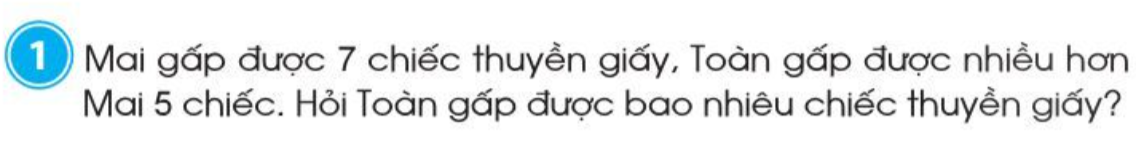 1 Mai gấp được 7 chiếc thuyền giấy, Toàn gấp được nhiều hơn
Mai 5 chiếc. Hỏi Toàn gấp được bao nhiêu chiếc thuyền giấy?